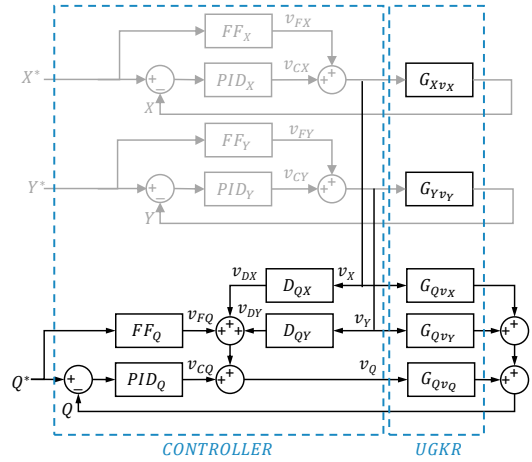 FF_X v_FX
X* + − PID_X v_CX + + G_Xv_X
X
FF_Y v_FY
Y* + − PID_Y v_CY + + G_Yv_Y
Y
v_DX D_QX v_X G_Qv_X
FF_Q v_FQ + + + v_DY D_QY v_Y G_Qv_Y + +
Q* + − PID_Q v_CQ + + v_Q G_Qv_Q + +
Q
CONTROLLER UGKR